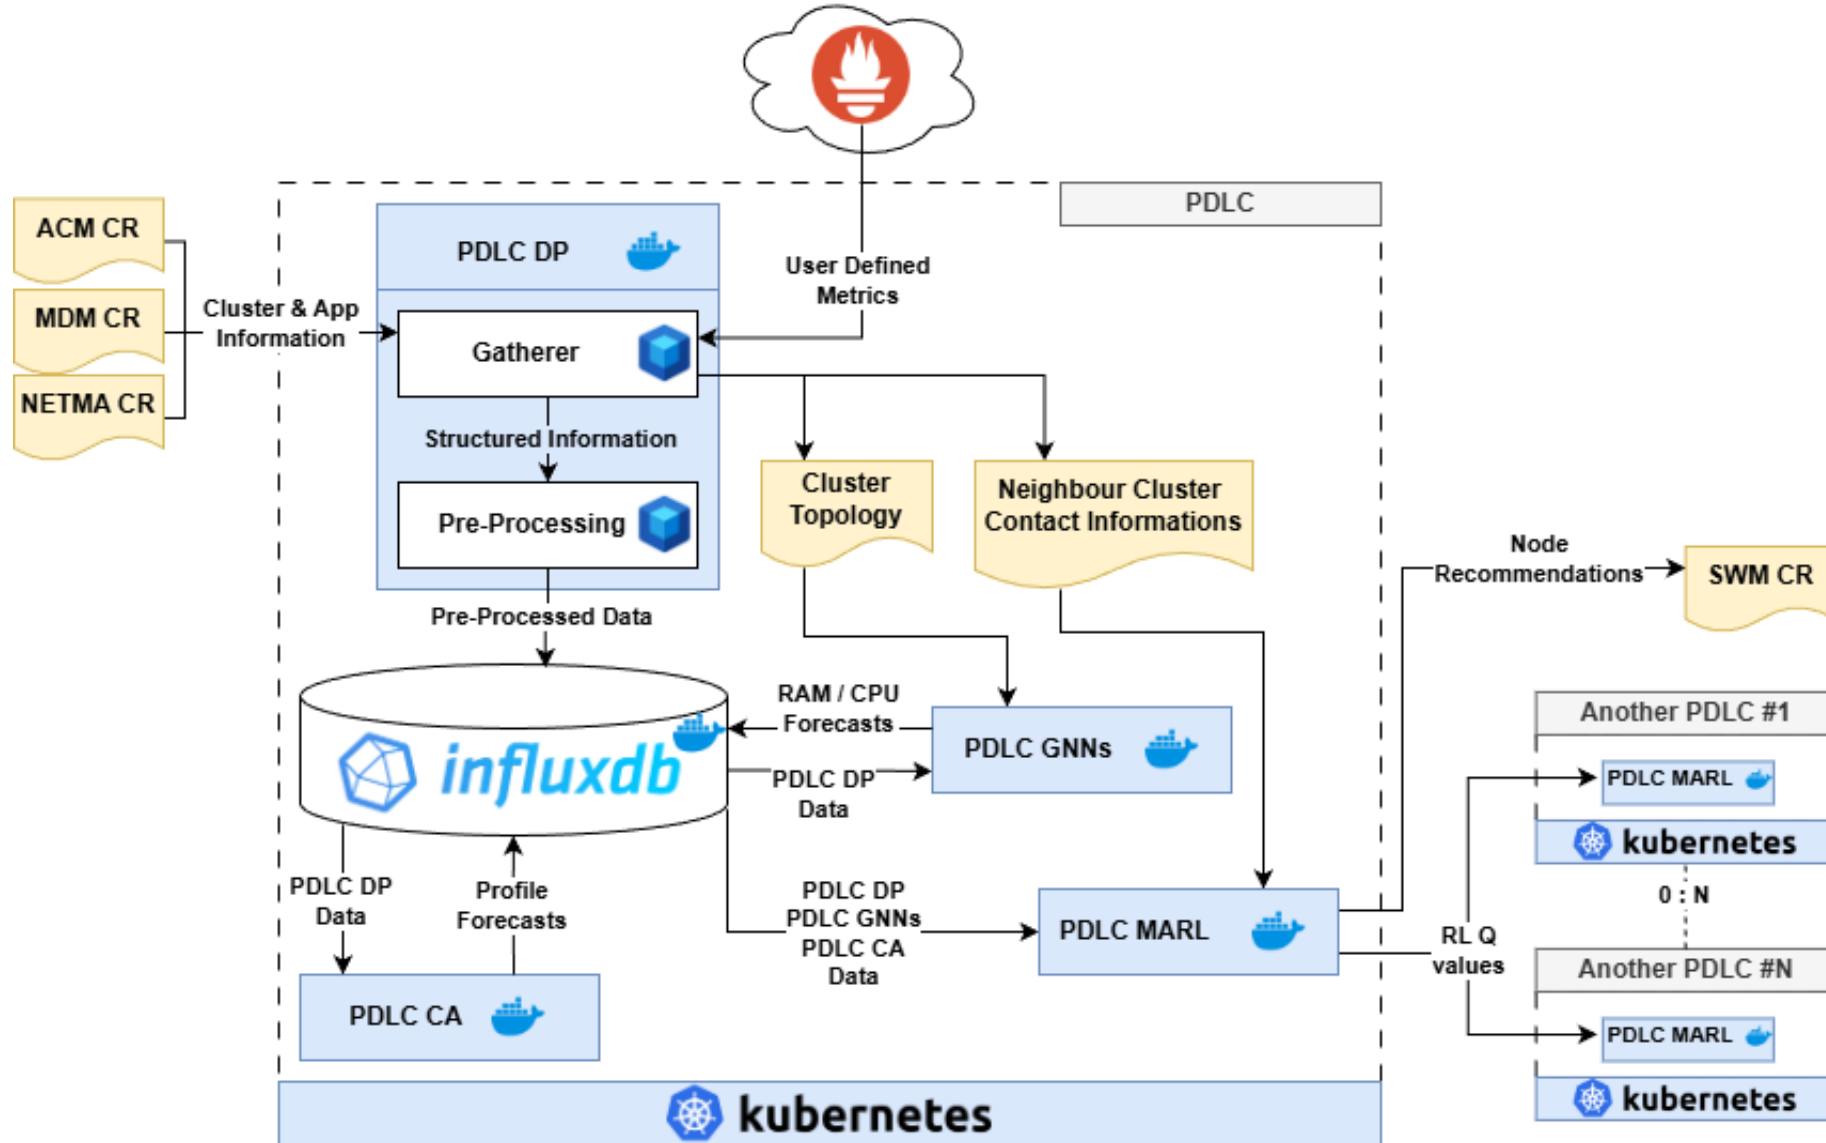 PDLC
ACM CR
MDM CR
NETMA CR
Cluster & App
Information
PDLC DP
User Defined
Metrics
Gatherer
Structured Information
Pre-Processing
Cluster
Topology
Neighbour Cluster
Contact Informations
Pre-Processed Data
Node
Recommendations
SWM CR
influxdb
RAM / CPU
Forecasts
PDLC DP
Data
PDLC GNNs
PDLC DP
Data
Profile
Forecasts
PDLC DP
PDLC GNNs
PDLC CA
Data
PDLC MARL
RL Q
values
PDLC CA
kubernetes
Another PDLC #1
PDLC MARL
kubernetes
0 : N
Another PDLC #N
PDLC MARL
kubernetes